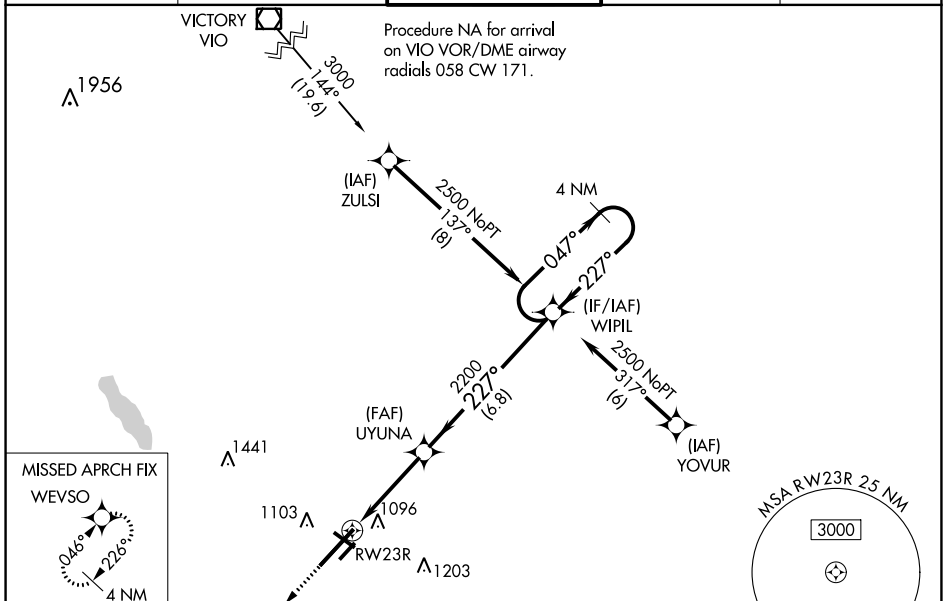 VICTORY
VIO
Procedure NA for arrival
on VIO VOR/DME airway
radials 058 CW 171.
1956
3000
144°
(19.6)
(IAF)
ZULSI
2500 NoPT
137°
(8)
4 NM
047°
227°
(IF/IAF)
WIPIL
2500 NoPT
317°
(6)
2200
227°
(6.8)
(FAF)
UYUNA
(IAF)
YOVUR
1441
MISSED APRCH FIX
WEVSO
046°
226°
4 NM
1103
1096
RW23R
1203
MSA RW23R 25 NM
3000